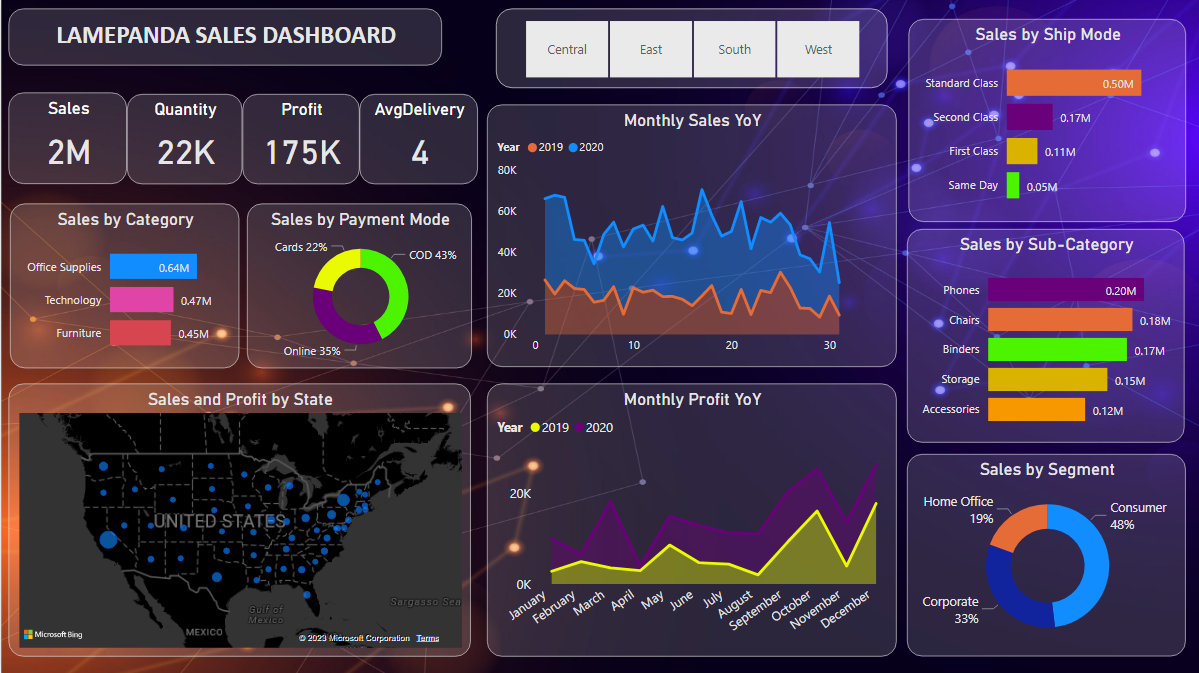 LAMEPANDA SALES DASHBOARD
Central
East
South
West
Sales
2M
Quantity
22K
Profit
175K
AvgDelivery
4
Sales by Category
Office Supplies
0.64M
Technology
0.47M
Furniture
0.45M
Sales by Payment Mode
Cards 22%
COD 43%
Online 35%
Monthly Sales YoY
Year 2019 2020
80K
60K
40K
20K
0K
0 10 20 30
Sales by Ship Mode
Standard Class
0.50M
Second Class
0.17M
First Class
0.11M
Same Day
0.05M
Sales by Sub-Category
Phones
0.20M
Chairs
0.18M
Binders
0.17M
Storage
0.15M
Accessories
0.12M
Sales and Profit by State
UNITED STATES
Gulf of
Mexico
Sargasso Sea
MEXICO
Microsoft Bing
© 2023 Microsoft Corporation Terms
Monthly Profit YoY
Year 2019 2020
20K
0K
January
February
March
April
May
June
July
August
September
October
November
December
Sales by Segment
Home Office
19%
Consumer
48%
Corporate
33%